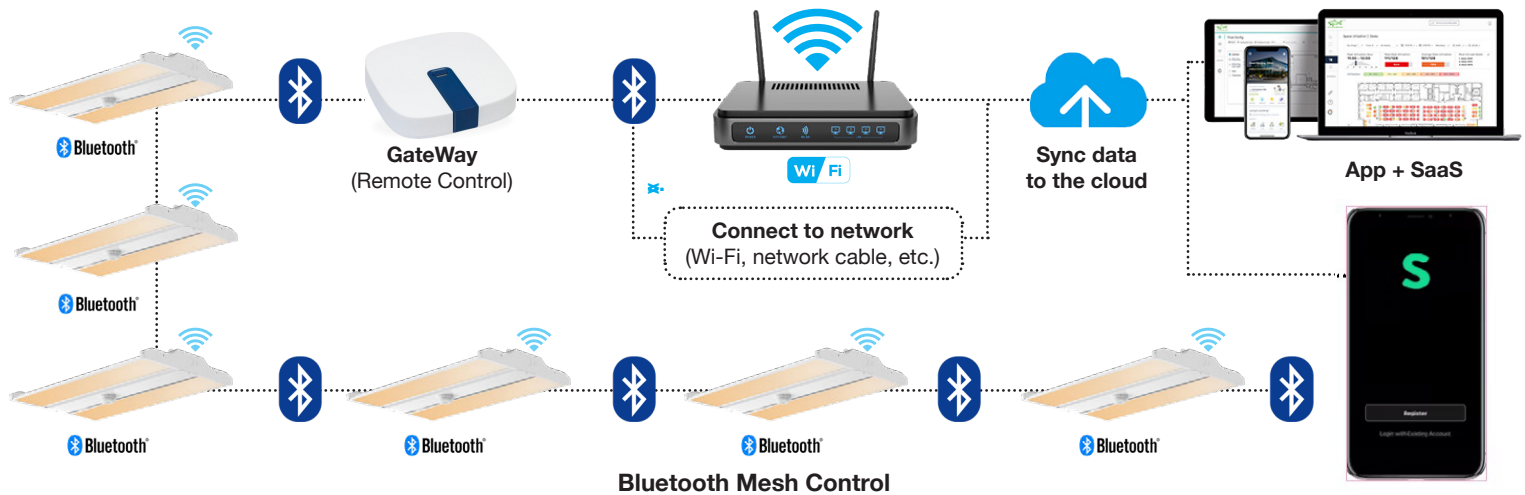 Bluetooth®
GateWay
(Remote Control)
Wi Fi
Sync data
to the cloud
App + SaaS
Bluetooth®
Connect to network
(Wi-Fi, network cable, etc.)
S
Register
Login with Existing Account
Bluetooth®
Bluetooth®
Bluetooth®
Bluetooth®
Bluetooth Mesh Control